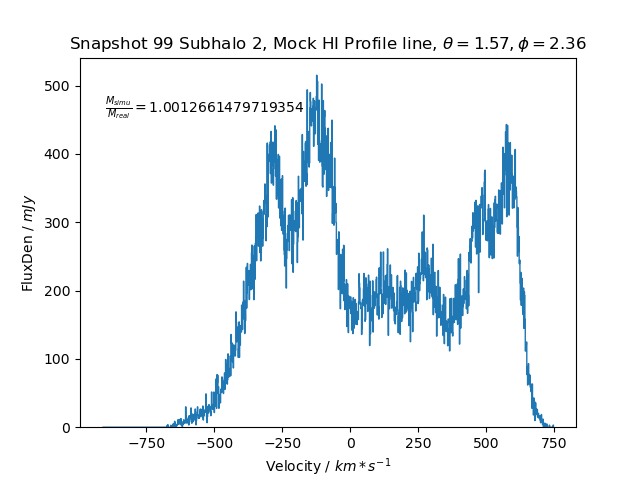 Snapshot 99 Subhalo 2, Mock HI Profile line, θ = 1.57, ϕ = 2.36
M_simu/M_real = 1.0012661479719354
FluxDen / mJy
500
400
300
200
100
0
−750 −500 −250 0 250 500 750
Velocity / km * s⁻¹